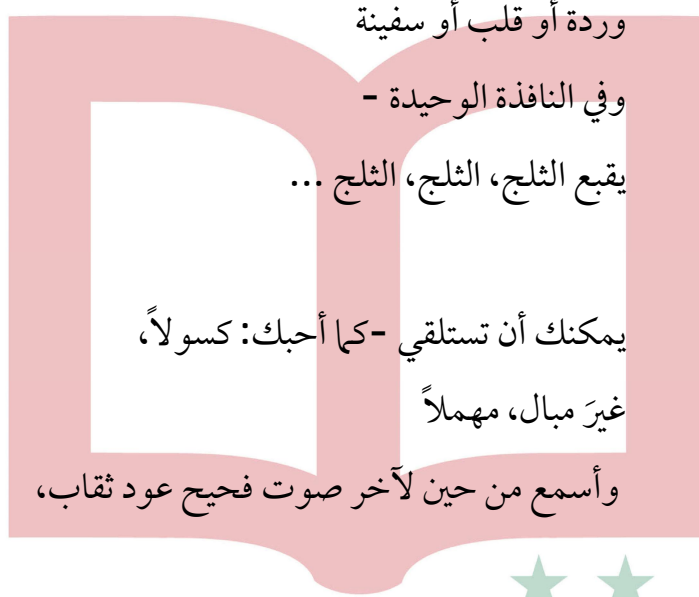 وردة أو قلب أو سفينة
وفي النافذة الوحيدة -
يقبع الثلج، الثلج، الثلج ...
يمكنك أن تستلقي -كما أحبك: كسولاً،
غيرَ مبال، مهملاً
وأسمع من حين لآخر صوت فحيح عود ثقاب،